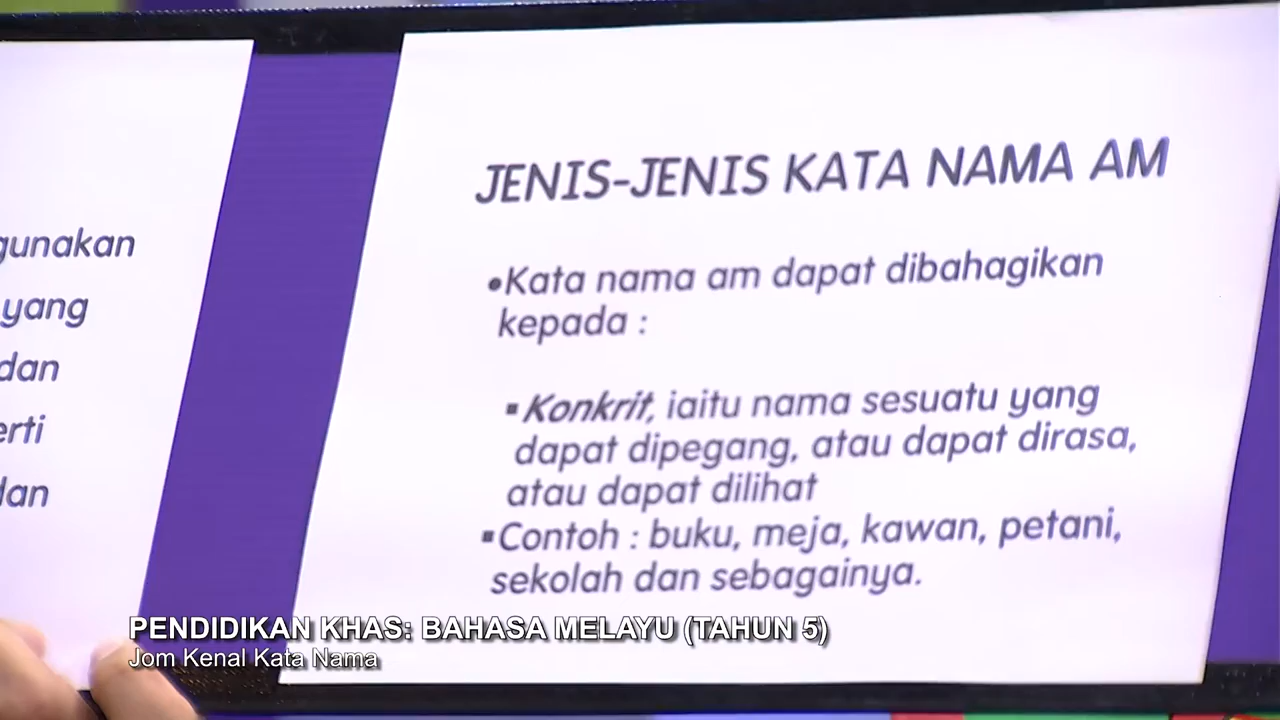 gunakan
yang
dan
erti
dan
JENIS-JENIS KATA NAMA AM
•Kata nama am dapat dibahagikan
kepada :
▪Konkrit, iaitu nama sesuatu yang
dapat dipegang, atau dapat dirasa,
atau dapat dilihat
▪Contoh : buku, meja, kawan, petani,
sekolah dan sebagainya.
PENDIDIKAN KHAS: BAHASA MELAYU (TAHUN 5)
Jom Kenal Kata Nama